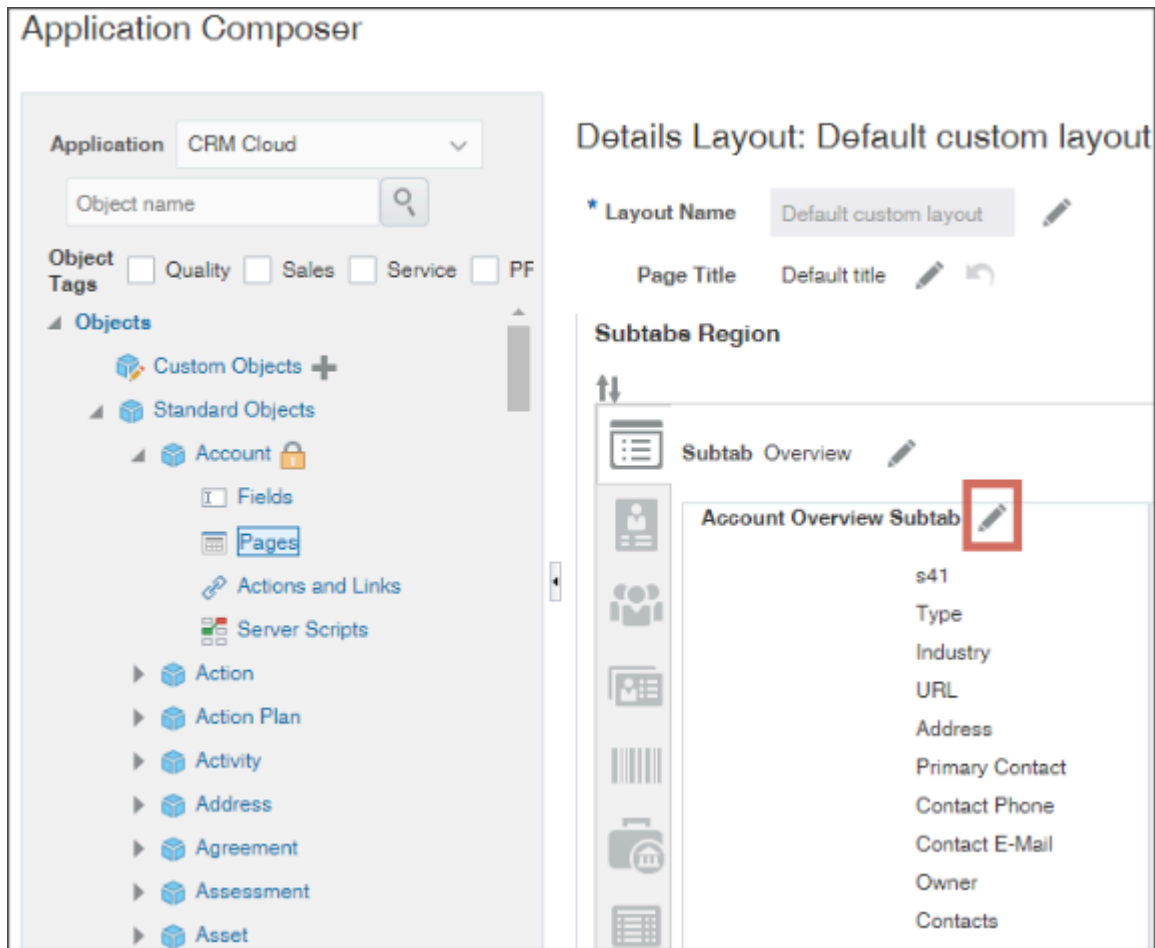 Application Composer
Application CRM Cloud
Object name
Object Tags Quality Sales Service PF
Objects
Custom Objects
Standard Objects
Account
Fields
Pages
Actions and Links
Server Scripts
Action
Action Plan
Activity
Address
Agreement
Assessment
Asset
Details Layout: Default custom layout
* Layout Name Default custom layout
Page Title Default title
Subtabs Region
Subtab Overview
Account Overview Subtab
s41
Type
Industry
URL
Address
Primary Contact
Contact Phone
Contact E-Mail
Owner
Contacts